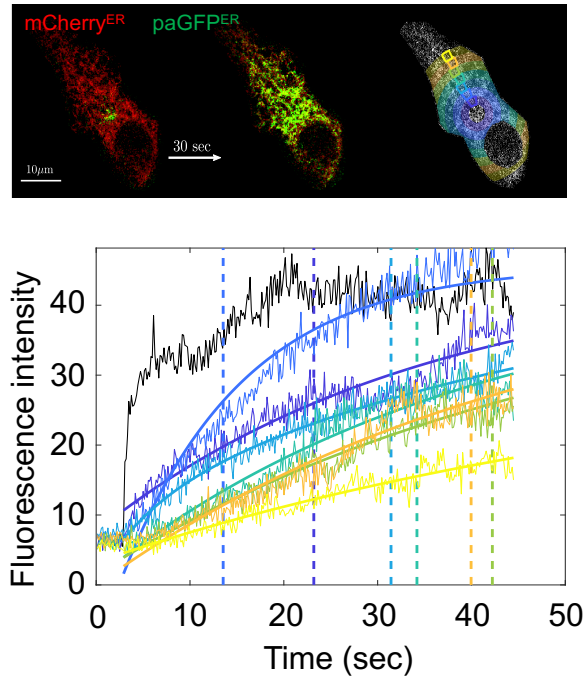 mCherryᴱᴿ paGFPᴱᴿ
30 sec
10μm
Fluorescence intensity
40
30
20
10
0
0 10 20 30 40 50
Time (sec)